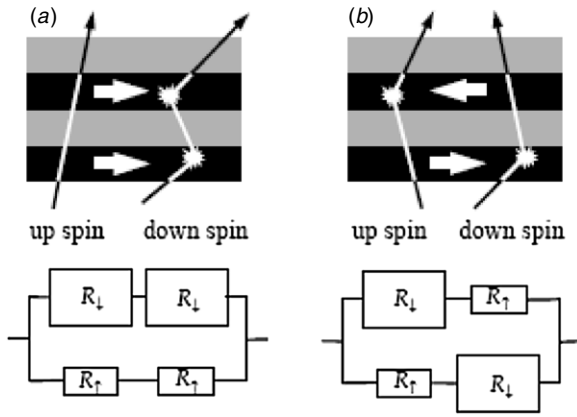 (a) (b)
up spin down spin up spin down spin
R↓ R↓ R↓ R↑
R↑ R↑ R↑ R↓